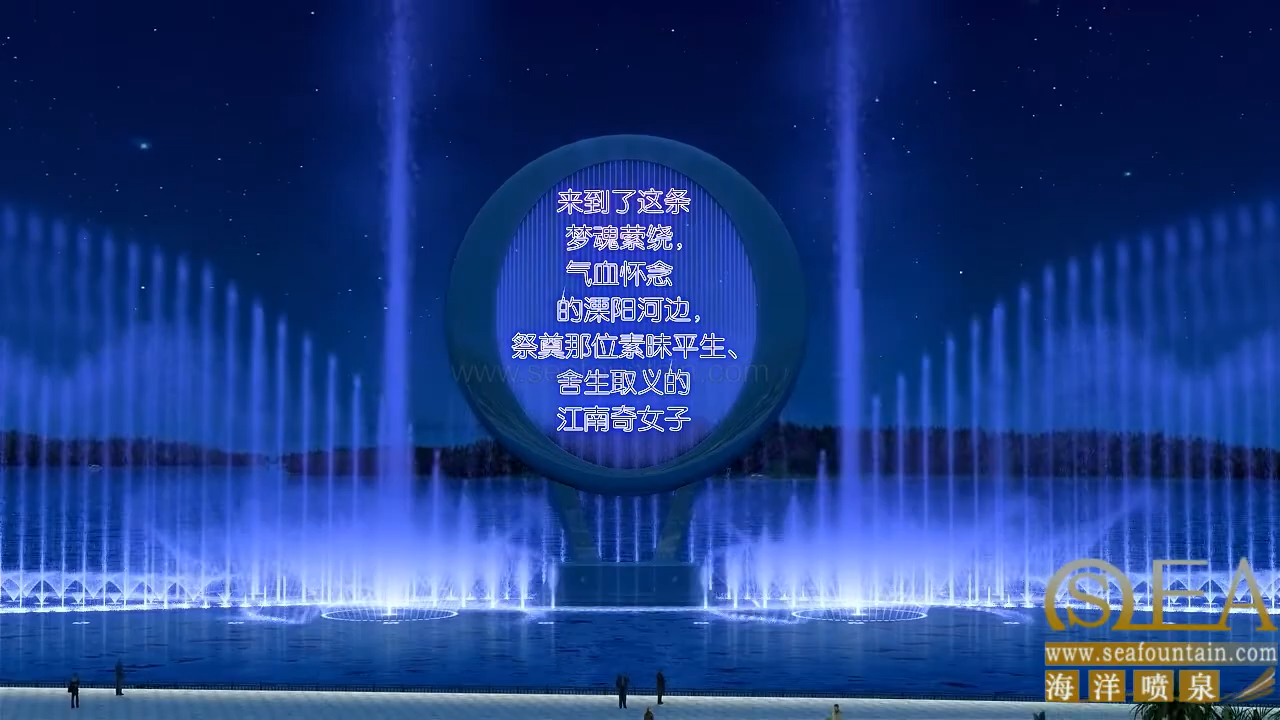 来到了这条
梦魂萦绕，
气血怀念
的溧阳河边，
祭奠那位素昧平生、
舍生取义的
江南奇女子
SEA
www.seafountain.com
海洋喷泉